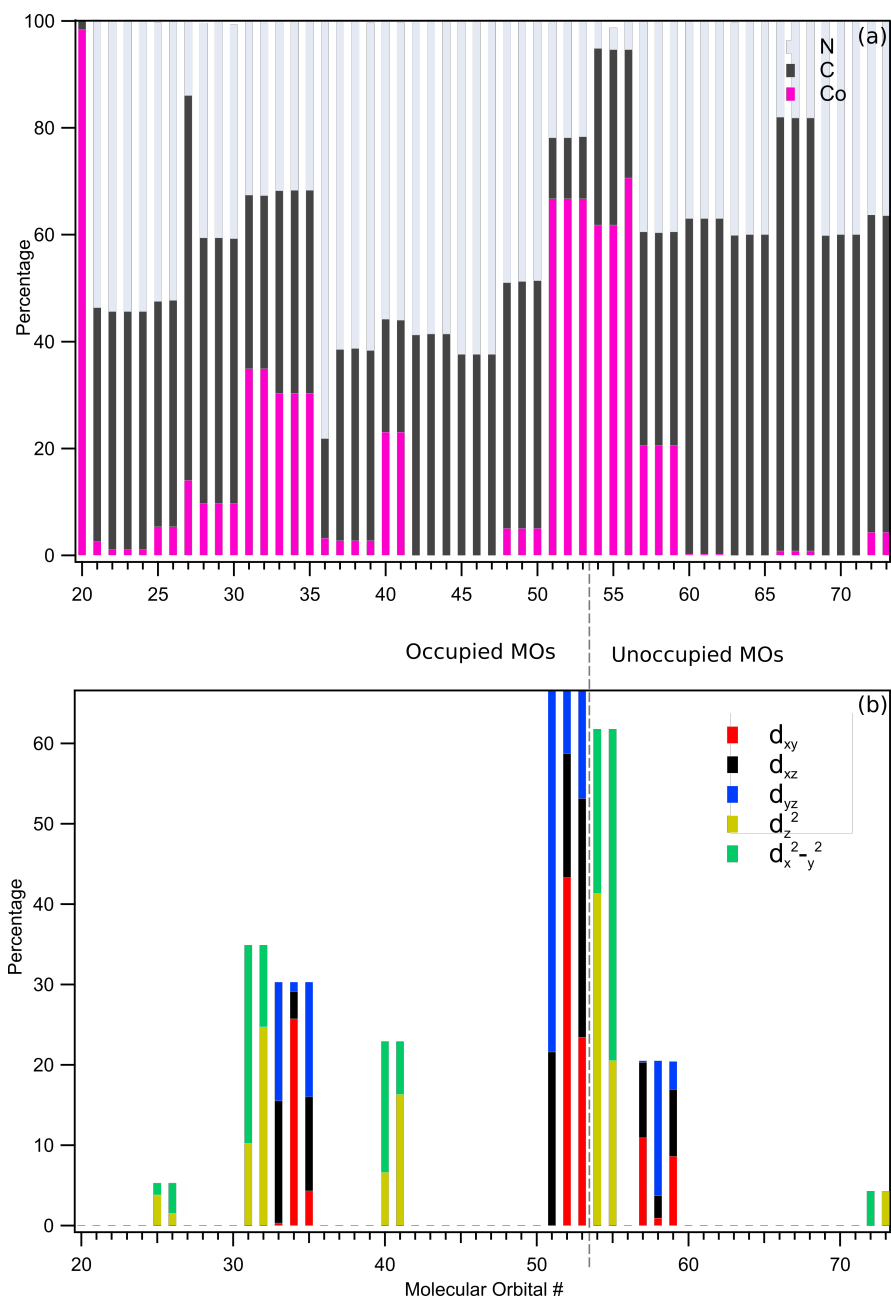 (a)
N
C
Co
100
80
60
40
20
0
Percentage
20 25 30 35 40 45 50 55 60 65 70
Occupied MOs Unoccupied MOs
(b)
dxy
dxz
dyz
dz2
dx2-y2
60
50
40
30
20
10
0
Percentage
20 30 40 50 60 70
Molecular Orbital #